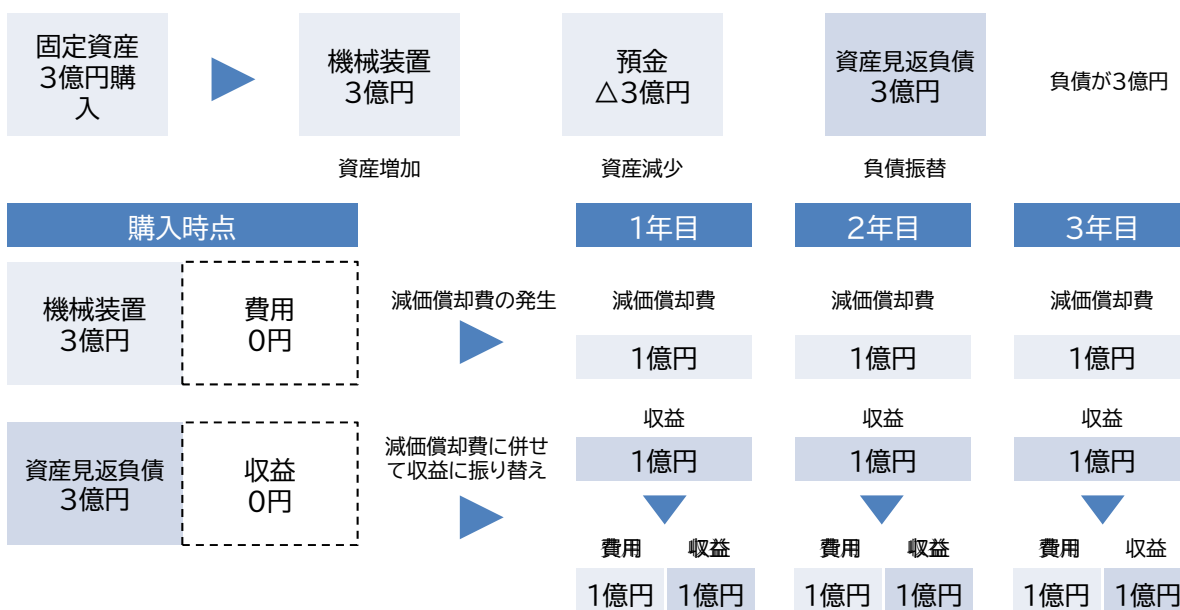 固定資産
3億円購
入
機械装置
3億円
預金
△3億円
資産見返負債
3億円
負債が3億円
資産増加
資産減少
負債振替
購入時点
1年目
2年目
3年目
機械装置
3億円
費用
0円
減価償却費の発生
減価償却費
減価償却費
減価償却費
1億円
1億円
1億円
資産見返負債
3億円
収益
0円
減価償却費に併せ
て収益に振り替え
収益
収益
収益
1億円
1億円
1億円
費用
収益
費用
収益
費用
収益
1億円
1億円
1億円
1億円
1億円
1億円